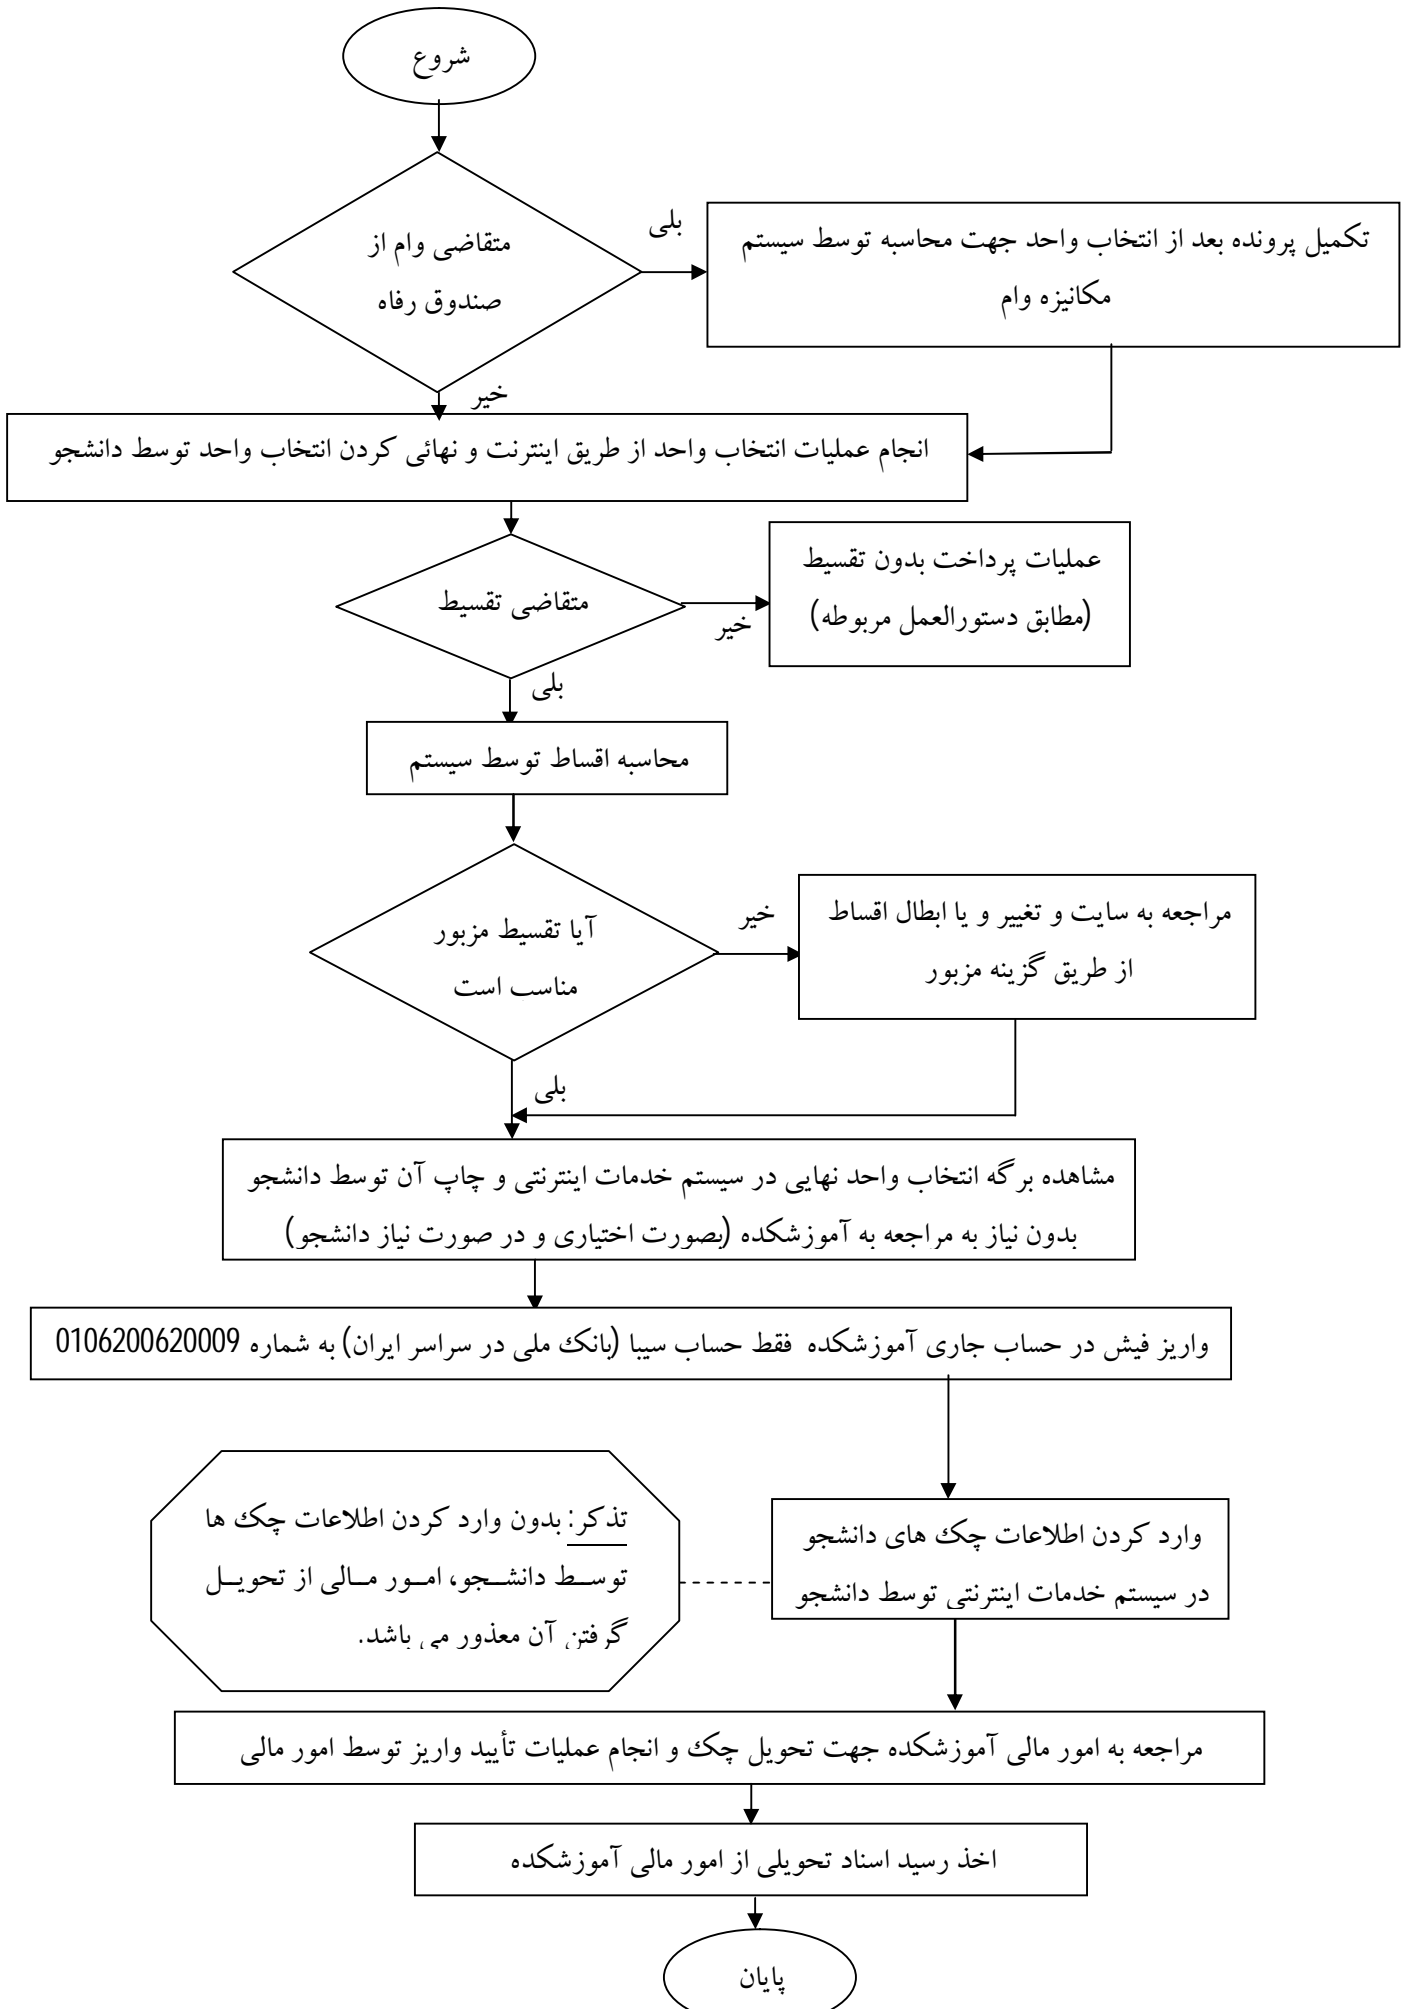 شروع
متقاضی وام از
صندوق رفاه
بلی
تکمیل پرونده بعد از انتخاب واحد جهت محاسبه توسط سیستم
مکانیزه وام
خیر
انجام عملیات انتخاب واحد از طریق اینترنت و نهائی کردن انتخاب واحد توسط دانشجو
متقاضی تقسیط
خیر
عملیات پرداخت بدون تقسیط
(مطابق دستورالعمل مربوطه)
بلی
محاسبه اقساط توسط سیستم
آیا تقسیط مزبور
مناسب است
خیر
مراجعه به سایت و تغییر و یا ابطال اقساط
از طریق گزینه مزبور
بلی
مشاهده برگه انتخاب واحد نهایی در سیستم خدمات اینترنتی و چاپ آن توسط دانشجو
بدون نیاز به مراجعه به آموزشکده (بصورت اختیاری و در صورت نیاز دانشجو)
واریز فیش در حساب جاری آموزشکده فقط حساب سیبا (بانک ملی در سراسر ایران) به شماره 0106200620009
وارد کردن اطلاعات چک های دانشجو
در سیستم خدمات اینترنتی توسط دانشجو
تذکر: بدون وارد کردن اطلاعات چک ها
توسط دانشجو، امور مالی از تحویل
گرفتن آن معذور می باشد.
مراجعه به امور مالی آموزشکده جهت تحویل چک و انجام عملیات تأیید واریز توسط امور مالی
اخذ رسید اسناد تحویلی از امور مالی آموزشکده
پایان